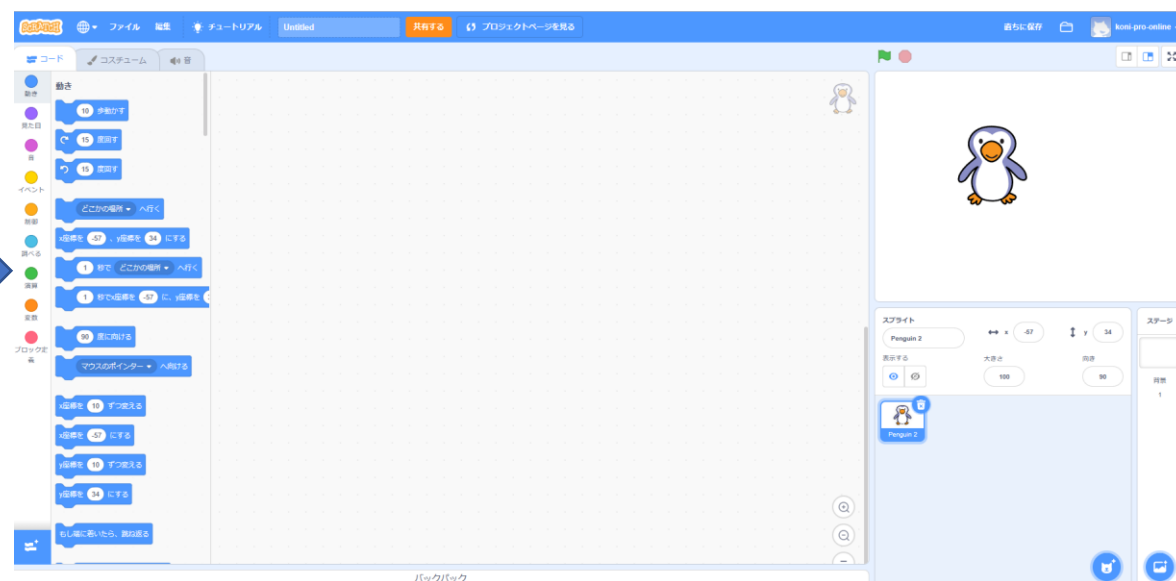 SCRATCH ファイル 編集 チュートリアル Untitled 共有する プロジェクトページを見る 直ちに保存 koni-pro-online
コード コスチューム 音
動き
見た目
音
イベント
制御
調べる
演算
変数
ブロック定義
動き
10 歩動かす
15 度回す
15 度回す
どこかの場所 へ行く
x座標を -57 、y座標を 34 にする
1 秒で どこかの場所 へ行く
1 秒でx座標を -57 に、y座標を
90 度に向ける
マウスのポインター へ向ける
x座標を 10 ずつ変える
x座標を -57 にする
y座標を 10 ずつ変える
y座標を 34 にする
もし端に着いたら、跳ね返る
バックパック
スプライト
Penguin 2 x -57 y 34
表示する 大きさ 向き
100 90
Penguin 2
ステージ
背景
1